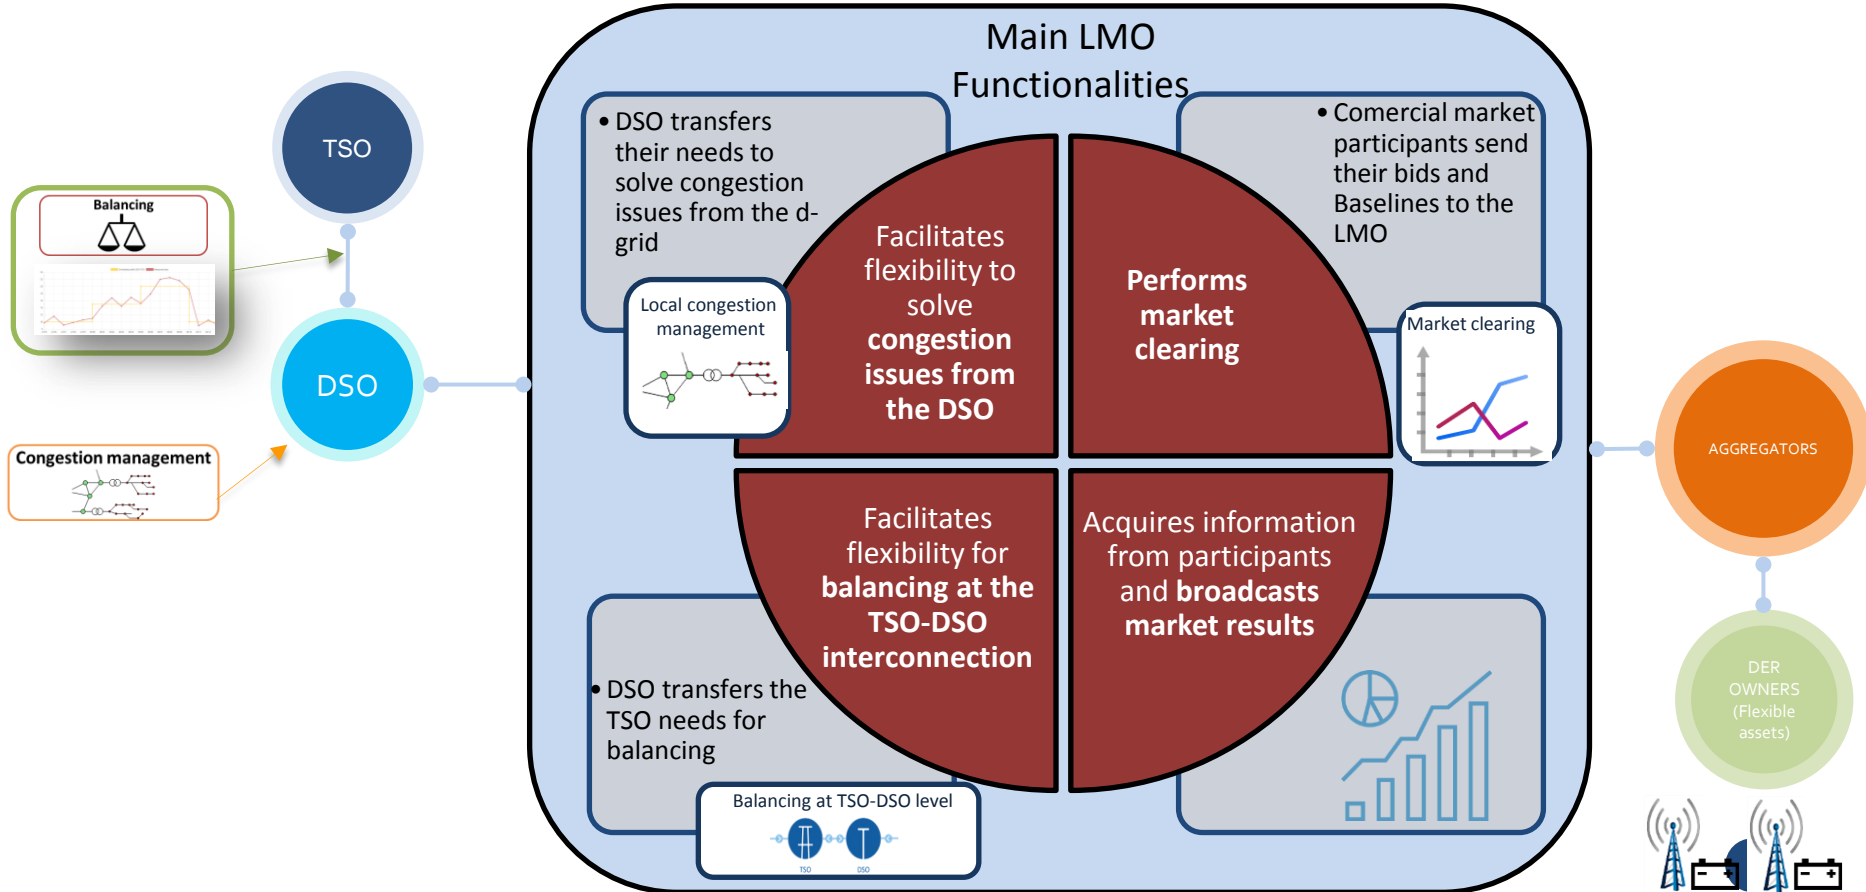 Main LMO
Functionalities
TSO
Balancing
DSO
Congestion management
• DSO transfers
their needs to
solve congestion
issues from the d-
grid
Local congestion
management
Facilitates
flexibility to
solve
congestion
issues from
the DSO
Performs
market
clearing
• Comercial market
participants send
their bids and
Baselines to the
LMO
Market clearing
Facilitates
flexibility for
balancing at the
TSO-DSO
interconnection
Acquires information
from participants
and broadcasts
market results
• DSO transfers the
TSO needs for
balancing
Balancing at TSO-DSO level
TSO
DSO
AGGREGATORS
DER
OWNERS
(Flexible
assets)